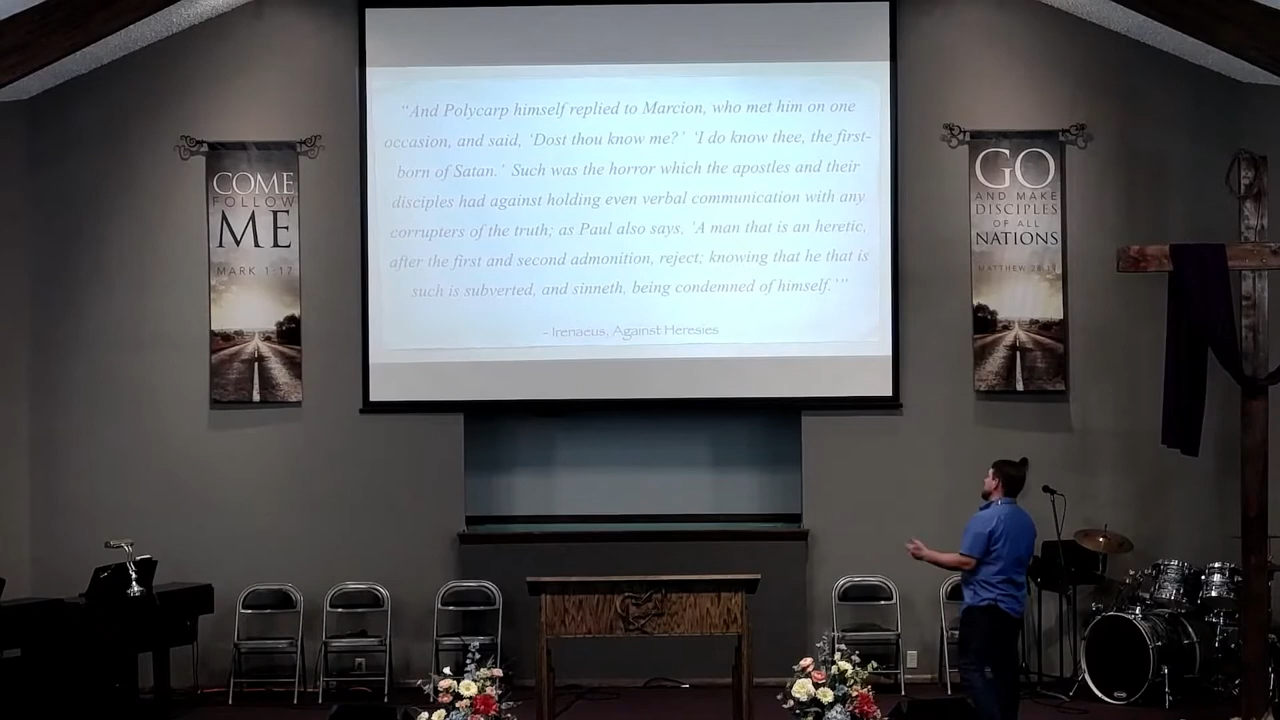 COME
FOLLOW
ME
MARK 1:17
“And Polycarp himself replied to Marcion, who met him on one
occasion, and said, ‘Dost thou know me?’ ‘I do know thee, the first-
born of Satan.’ Such was the horror which the apostles and their
disciples had against holding even verbal communication with any
corrupters of the truth; as Paul also says, ‘A man that is an heretic,
after the first and second admonition, reject; knowing that he that is
such is subverted, and sinneth, being condemned of himself.’”
- Irenaeus, Against Heresies
GO
AND MAKE
DISCIPLES
OF ALL
NATIONS
MATTHEW 28:19